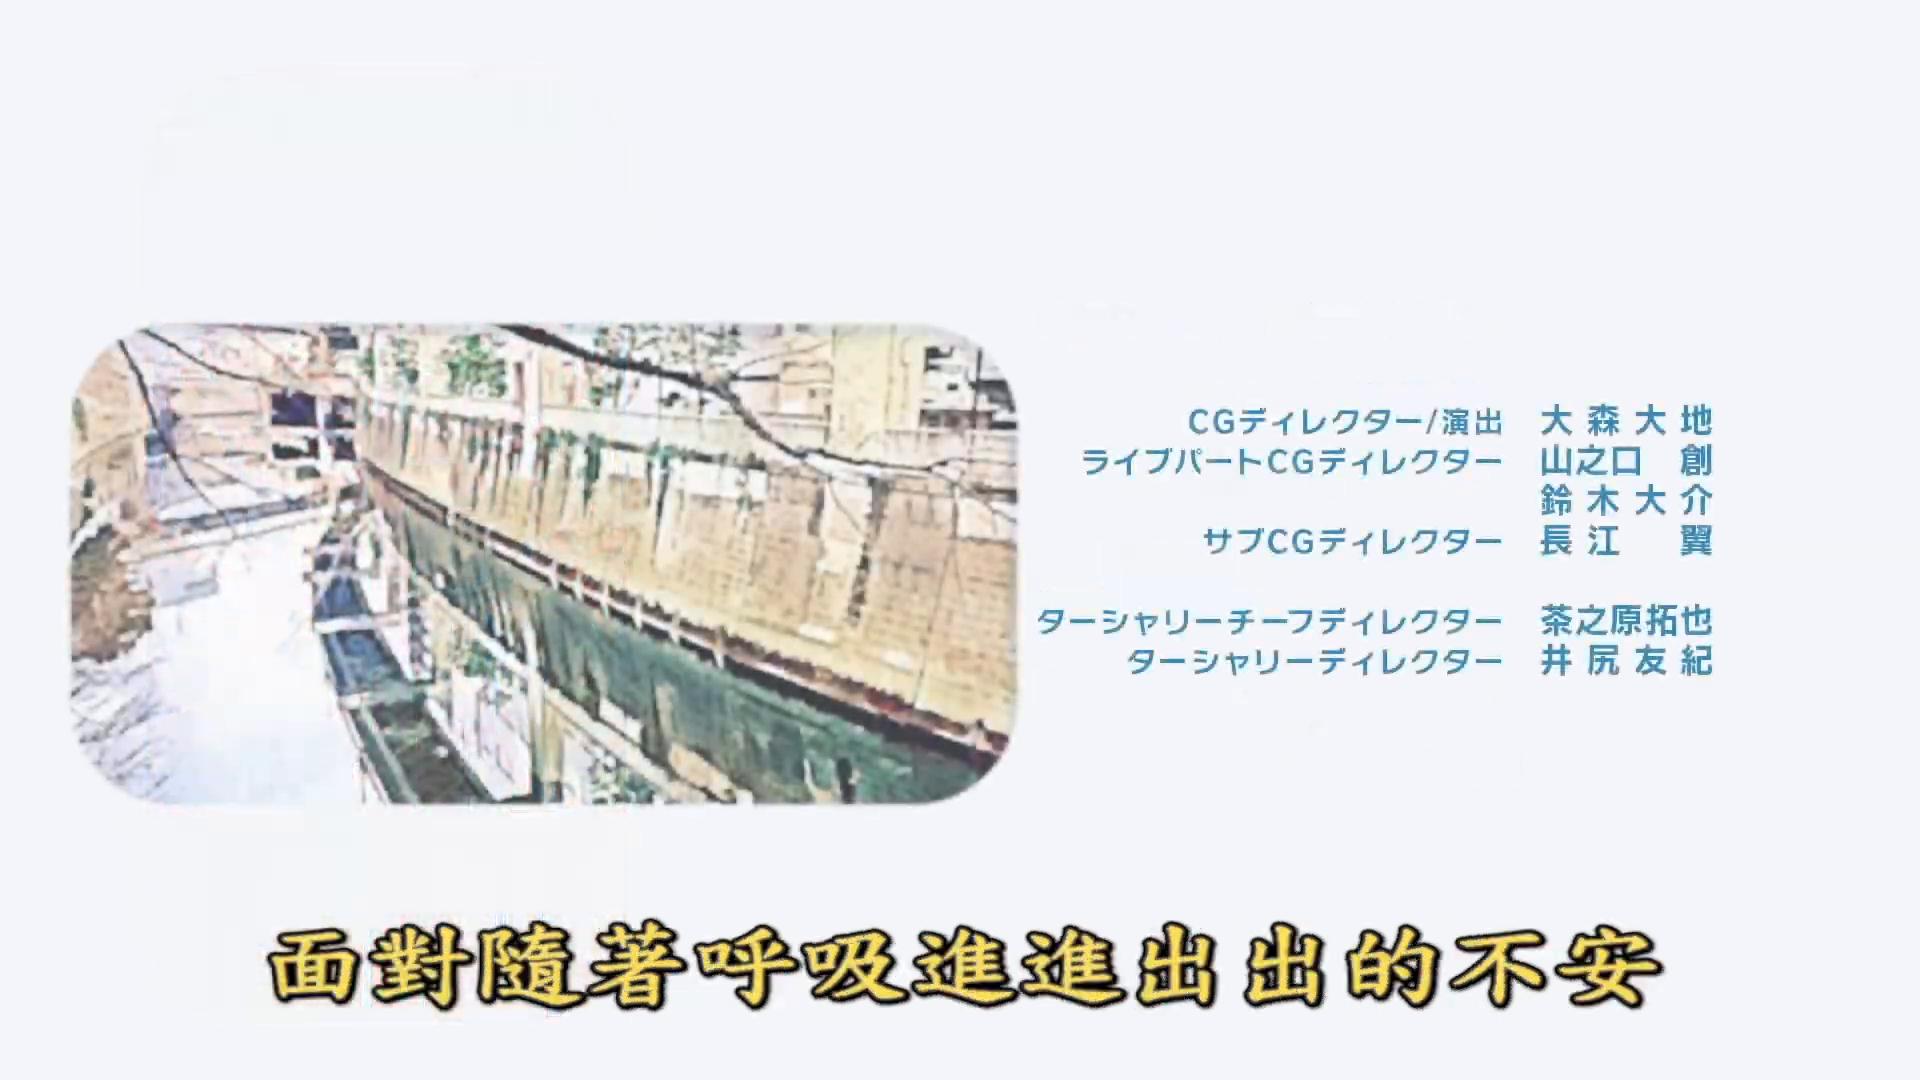 CGディレクター/演出 大森大地
ライブパートCGディレクター 山之口 創
鈴木大介
サブCGディレクター 長江 翼
ターシャリーチーフディレクター 茶之原拓也
ターシャリーディレクター 井尻友紀
面對隨著呼吸進進出出的不安